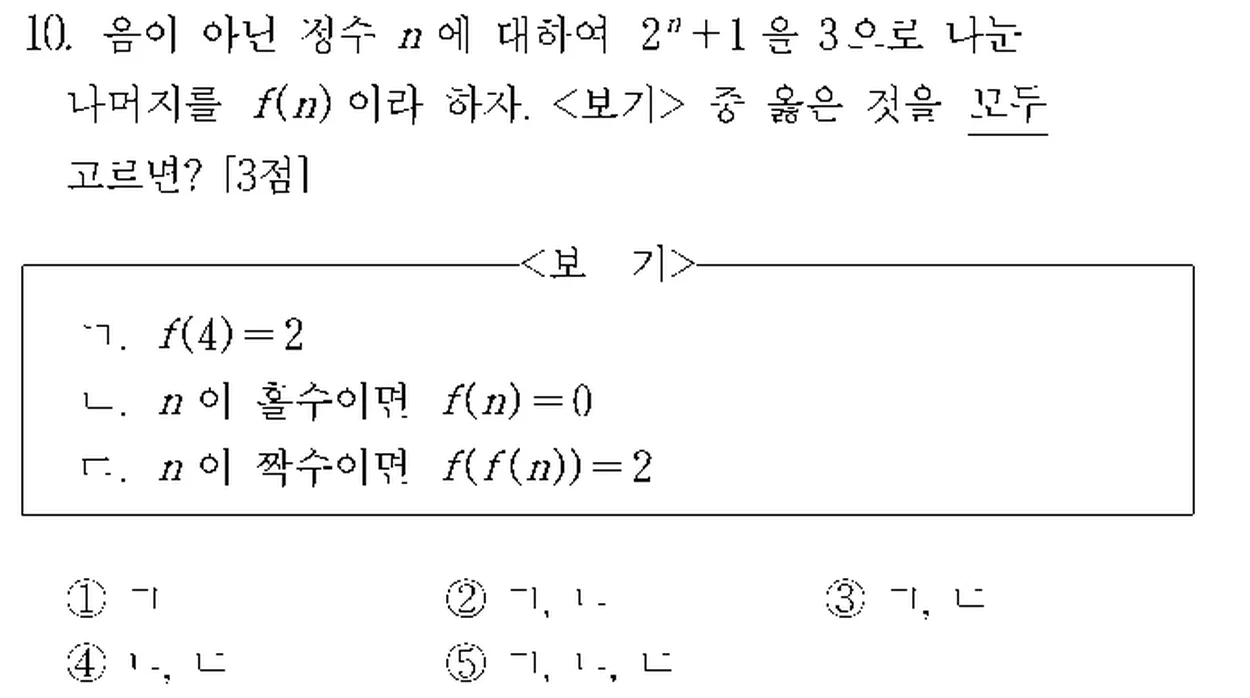 10. 음이 아닌 정수 n에 대하여 2ⁿ+1을 3으로 나눈
나머지를 f(n)이라 하자. <보기> 중 옳은 것을 모두
고르면? [3점]
<보 기>
ㄱ. f(4)=2
ㄴ. n이 홀수이면 f(n)=0
ㄷ. n이 짝수이면 f(f(n))=2
① ㄱ ② ㄱ, ㄴ ③ ㄱ, ㄷ
④ ㄴ, ㄷ ⑤ ㄱ, ㄴ, ㄷ